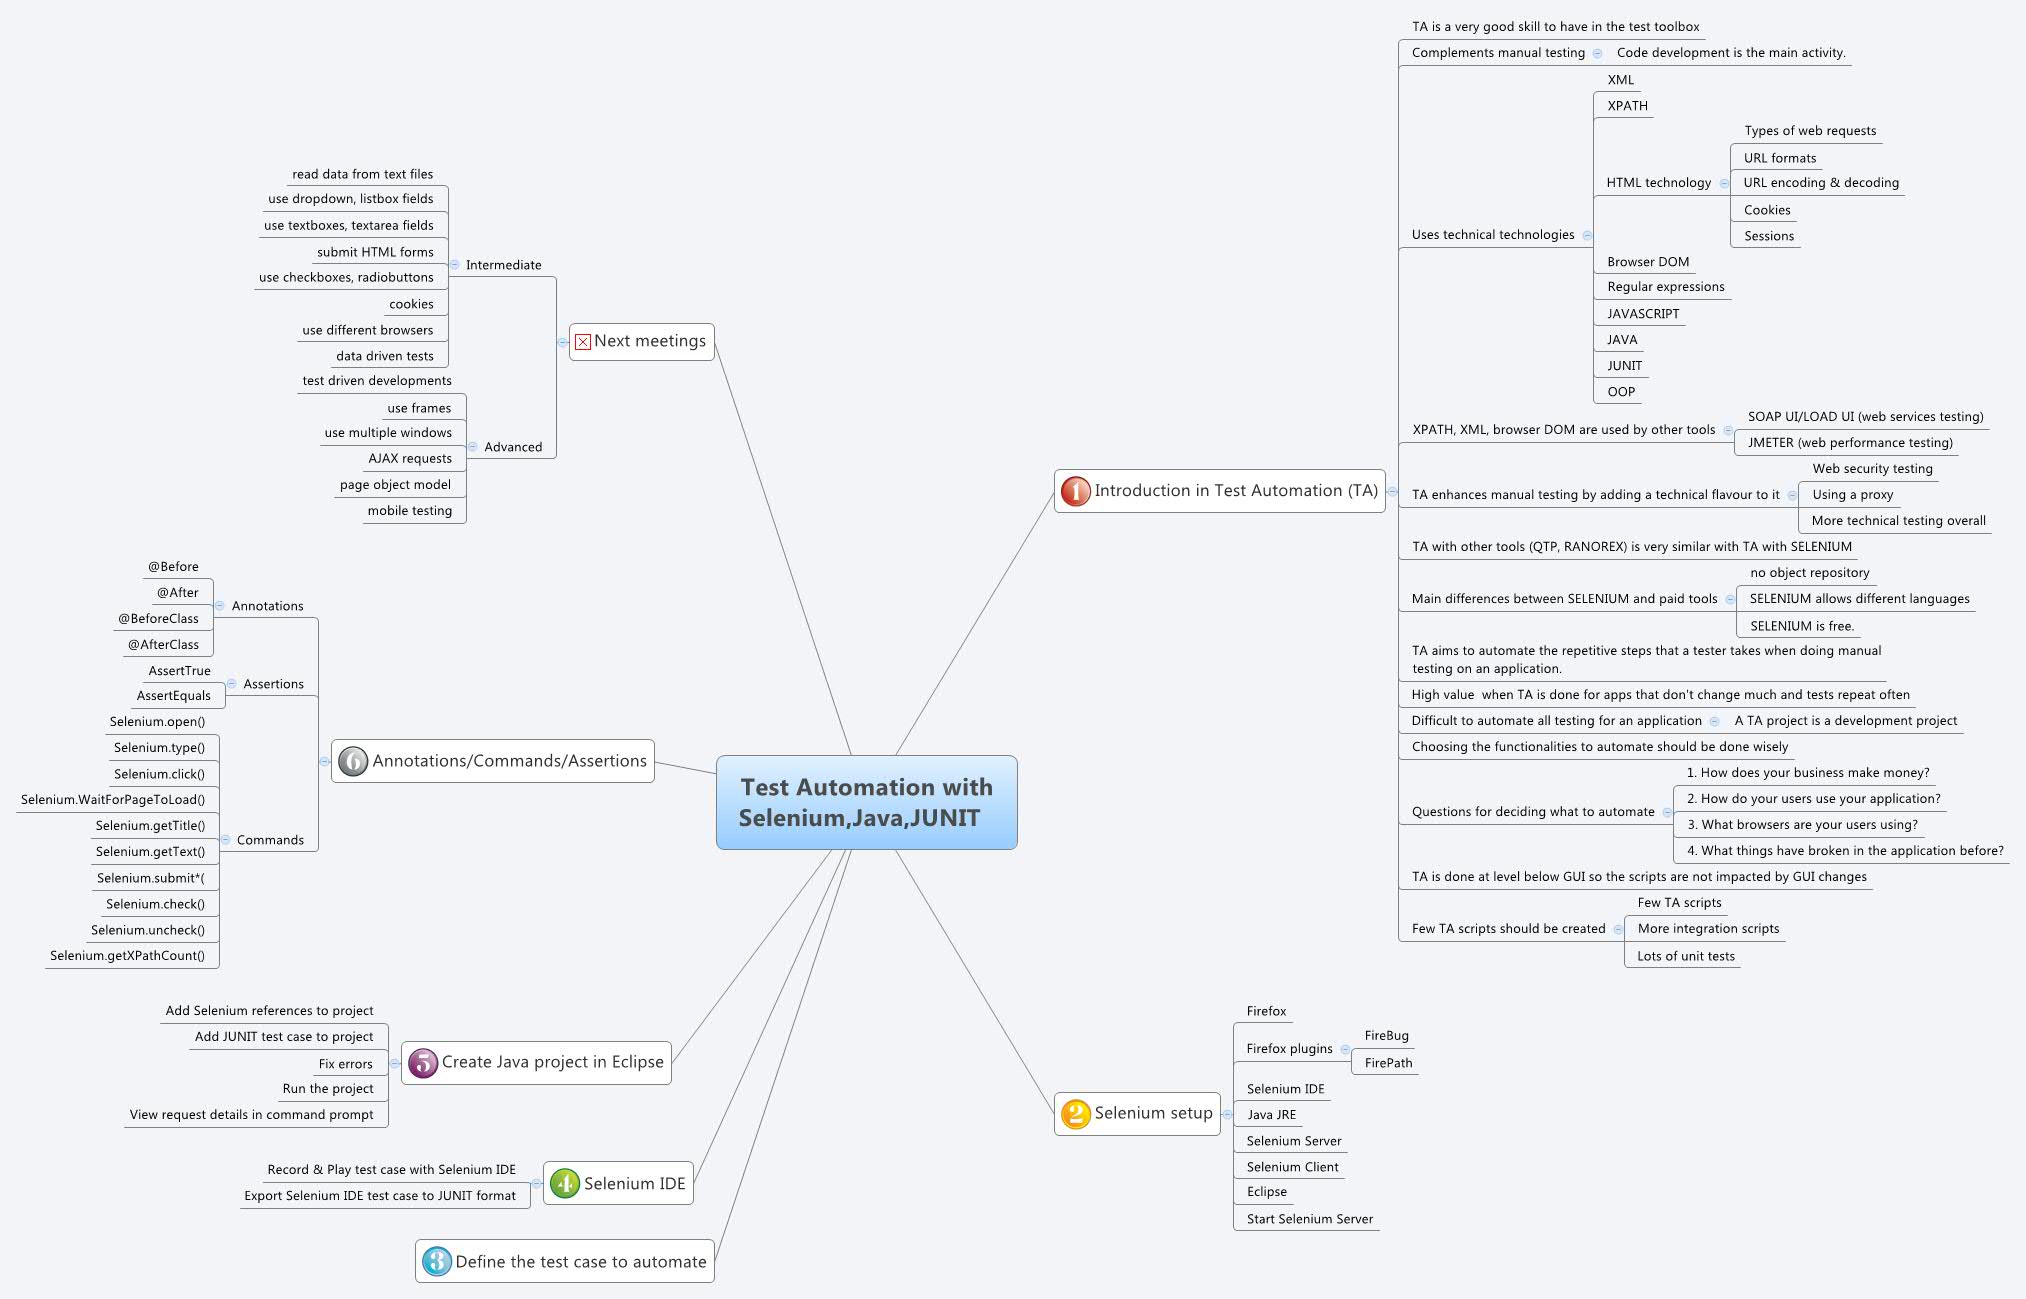 Test Automation with
Selenium,Java,JUNIT
1 Introduction in Test Automation (TA)
TA is a very good skill to have in the test toolbox
Complements manual testing
Code development is the main activity.
Uses technical technologies
XML
XPATH
HTML technology
Types of web requests
URL formats
URL encoding & decoding
Cookies
Sessions
Browser DOM
Regular expressions
JAVASCRIPT
JAVA
JUNIT
OOP
XPATH, XML, browser DOM are used by other tools
SOAP UI/LOAD UI (web services testing)
JMETER (web performance testing)
TA enhances manual testing by adding a technical flavour to it
Web security testing
Using a proxy
More technical testing overall
TA with other tools (QTP, RANOREX) is very similar with TA with SELENIUM
Main differences between SELENIUM and paid tools
no object repository
SELENIUM allows different languages
SELENIUM is free.
TA aims to automate the repetitive steps that a tester takes when doing manual
testing on an application.
High value  when TA is done for apps that don't change much and tests repeat often
Difficult to automate all testing for an application
A TA project is a development project
Choosing the functionalities to automate should be done wisely
Questions for deciding what to automate
1. How does your business make money?
2. How do your users use your application?
3. What browsers are your users using?
4. What things have broken in the application before?
TA is done at level below GUI so the scripts are not impacted by GUI changes
Few TA scripts should be created
Few TA scripts
More integration scripts
Lots of unit tests
2 Selenium setup
Firefox
Firefox plugins
FireBug
FirePath
Selenium IDE
Java JRE
Selenium Server
Selenium Client
Eclipse
Start Selenium Server
3 Define the test case to automate
4 Selenium IDE
Record & Play test case with Selenium IDE
Export Selenium IDE test case to JUNIT format
5 Create Java project in Eclipse
Add Selenium references to project
Add JUNIT test case to project
Fix errors
Run the project
View request details in command prompt
6 Annotations/Commands/Assertions
Annotations
@Before
@After
@BeforeClass
@AfterClass
Assertions
AssertTrue
AssertEquals
Commands
Selenium.open()
Selenium.type()
Selenium.click()
Selenium.WaitForPageToLoad()
Selenium.getTitle()
Selenium.getText()
Selenium.submit*(
Selenium.check()
Selenium.uncheck()
Selenium.getXPathCount()
Next meetings
Intermediate
read data from text files
use dropdown, listbox fields
use textboxes, textarea fields
submit HTML forms
use checkboxes, radiobuttons
cookies
use different browsers
data driven tests
Advanced
test driven developments
use frames
use multiple windows
AJAX requests
page object model
mobile testing